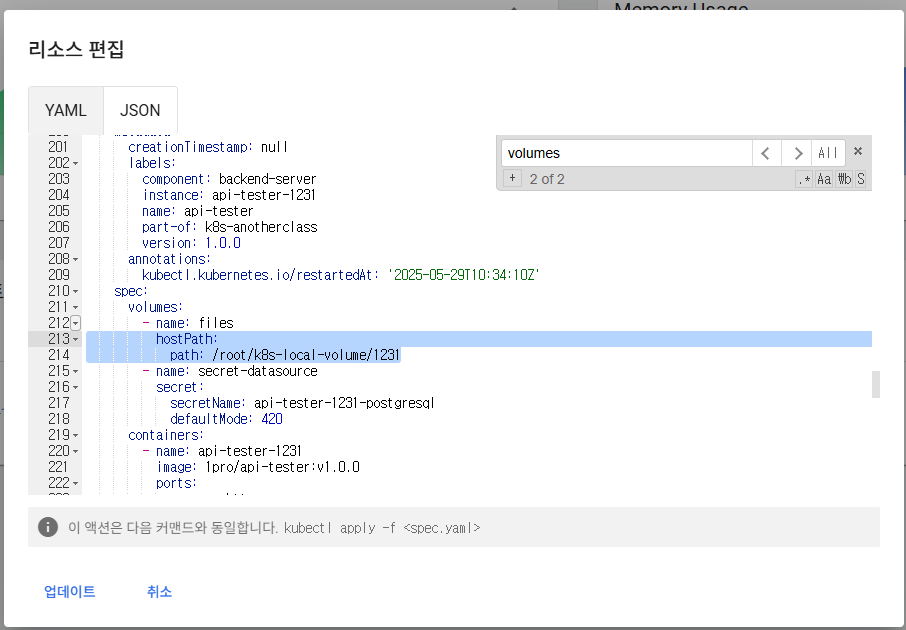 Memory Usage
리소스 편집
YAML
JSON
201 creationTimestamp: null
202 labels:
203 component: backend-server
204 instance: api-tester-1231
205 name: api-tester
206 part-of: k8s-anotherclass
207 version: 1.0.0
208 annotations:
209 kubectl.kubernetes.io/restartedAt: '2025-05-29T10:34:10Z'
210 spec:
211 volumes:
212 - name: files
213 hostPath:
214 path: /root/k8s-local-volume/1231
215 - name: secret-datasource
216 secret:
217 secretName: api-tester-1231-postgresql
218 defaultMode: 420
219 containers:
220 - name: api-tester-1231
221 image: 1pro/api-tester:v1.0.0
222 ports:
volumes
All
+ 2 of 2
.* Aa \b S
이 액션은 다음 커맨드와 동일합니다. kubectl apply -f <spec.yaml>
업데이트
취소